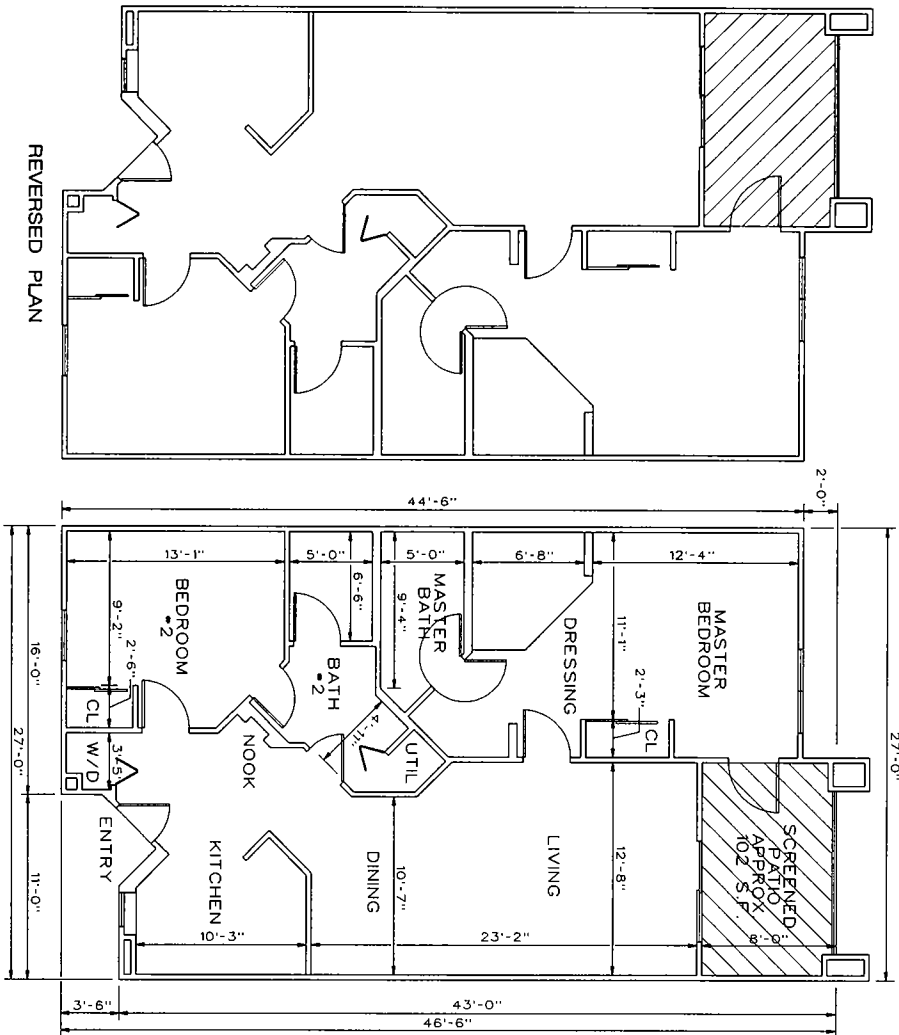 REVERSED PLAN
2'-0"
44'-6"
13'-1"
5'-0"
5'-0"
6'-8"
12'-4"
6'-6"
9'-4"
9'-2"
11'-1"
MASTER
BATH
MASTER
BEDROOM
BEDROOM
#2
DRESSING
BATH
#2
2'-6"
2'-3"
CL
CL
16'-0"
27'-0"
27'-0"
4'-11"
UTIL
W/D
3'-5"
NOOK
ENTRY
KITCHEN
DINING
LIVING
10'-7"
12'-8"
SCREENED
PATIO
APPROX
102 S.F.
11'-0"
10'-3"
23'-2"
8'-0"
3'-6"
43'-0"
46'-6"